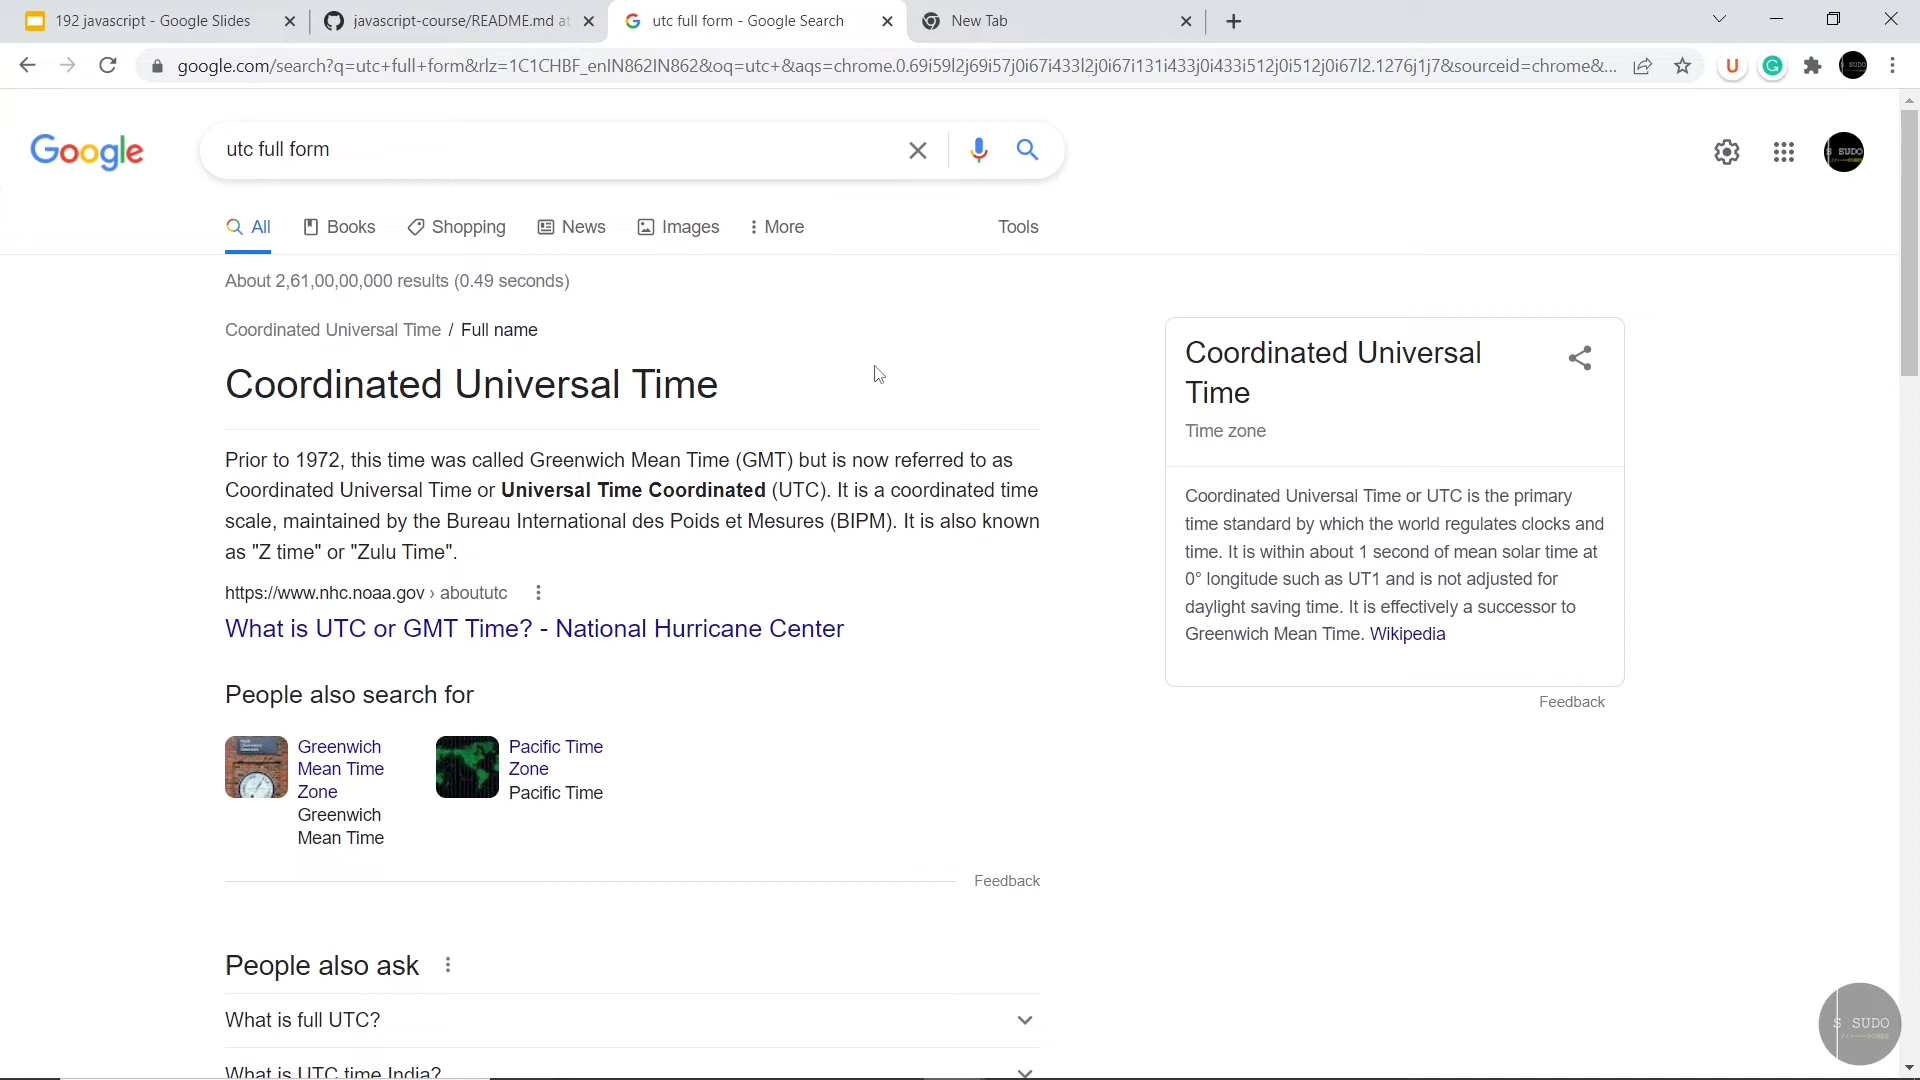 192 javascript - Google Slides
javascript-course/README.md at
utc full form - Google Search
New Tab
google.com/search?q=utc+full+form&rlz=1C1CHBF_enIN862IN862&oq=utc+&aqs=chrome.0.69i59l2j69i57j0i67i433l2j0i67i131i433j0i433i512j0i512j0i67l2.1276j1j7&sourceid=chrome&...
Google
utc full form
S SUDO
All
Books
Shopping
News
Images
More
Tools
About 2,61,00,00,000 results (0.49 seconds)
Coordinated Universal Time / Full name
Coordinated Universal Time
Prior to 1972, this time was called Greenwich Mean Time (GMT) but is now referred to as
Coordinated Universal Time or Universal Time Coordinated (UTC). It is a coordinated time
scale, maintained by the Bureau International des Poids et Mesures (BIPM). It is also known
as "Z time" or "Zulu Time".
https://www.nhc.noaa.gov › aboututc
What is UTC or GMT Time? - National Hurricane Center
People also search for
Greenwich
Mean Time
Zone
Greenwich
Mean Time
Pacific Time
Zone
Pacific Time
Feedback
People also ask
What is full UTC?
What is UTC time India?
Coordinated Universal
Time
Time zone
Coordinated Universal Time or UTC is the primary
time standard by which the world regulates clocks and
time. It is within about 1 second of mean solar time at
0° longitude such as UT1 and is not adjusted for
daylight saving time. It is effectively a successor to
Greenwich Mean Time. Wikipedia
Feedback
S SUDO